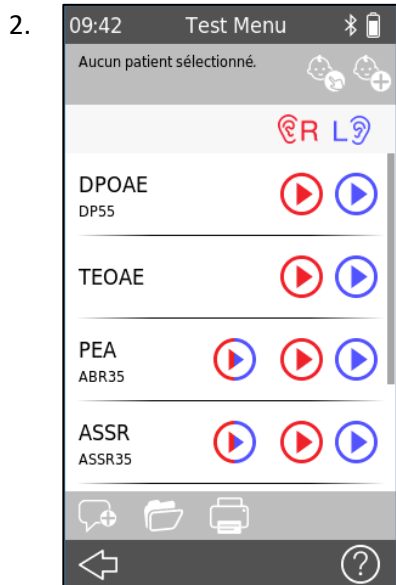 2.
09:42 Test Menu
Aucun patient sélectionné.
R L
DPOAE
DP55
TEOAE
PEA
ABR35
ASSR
ASSR35
?